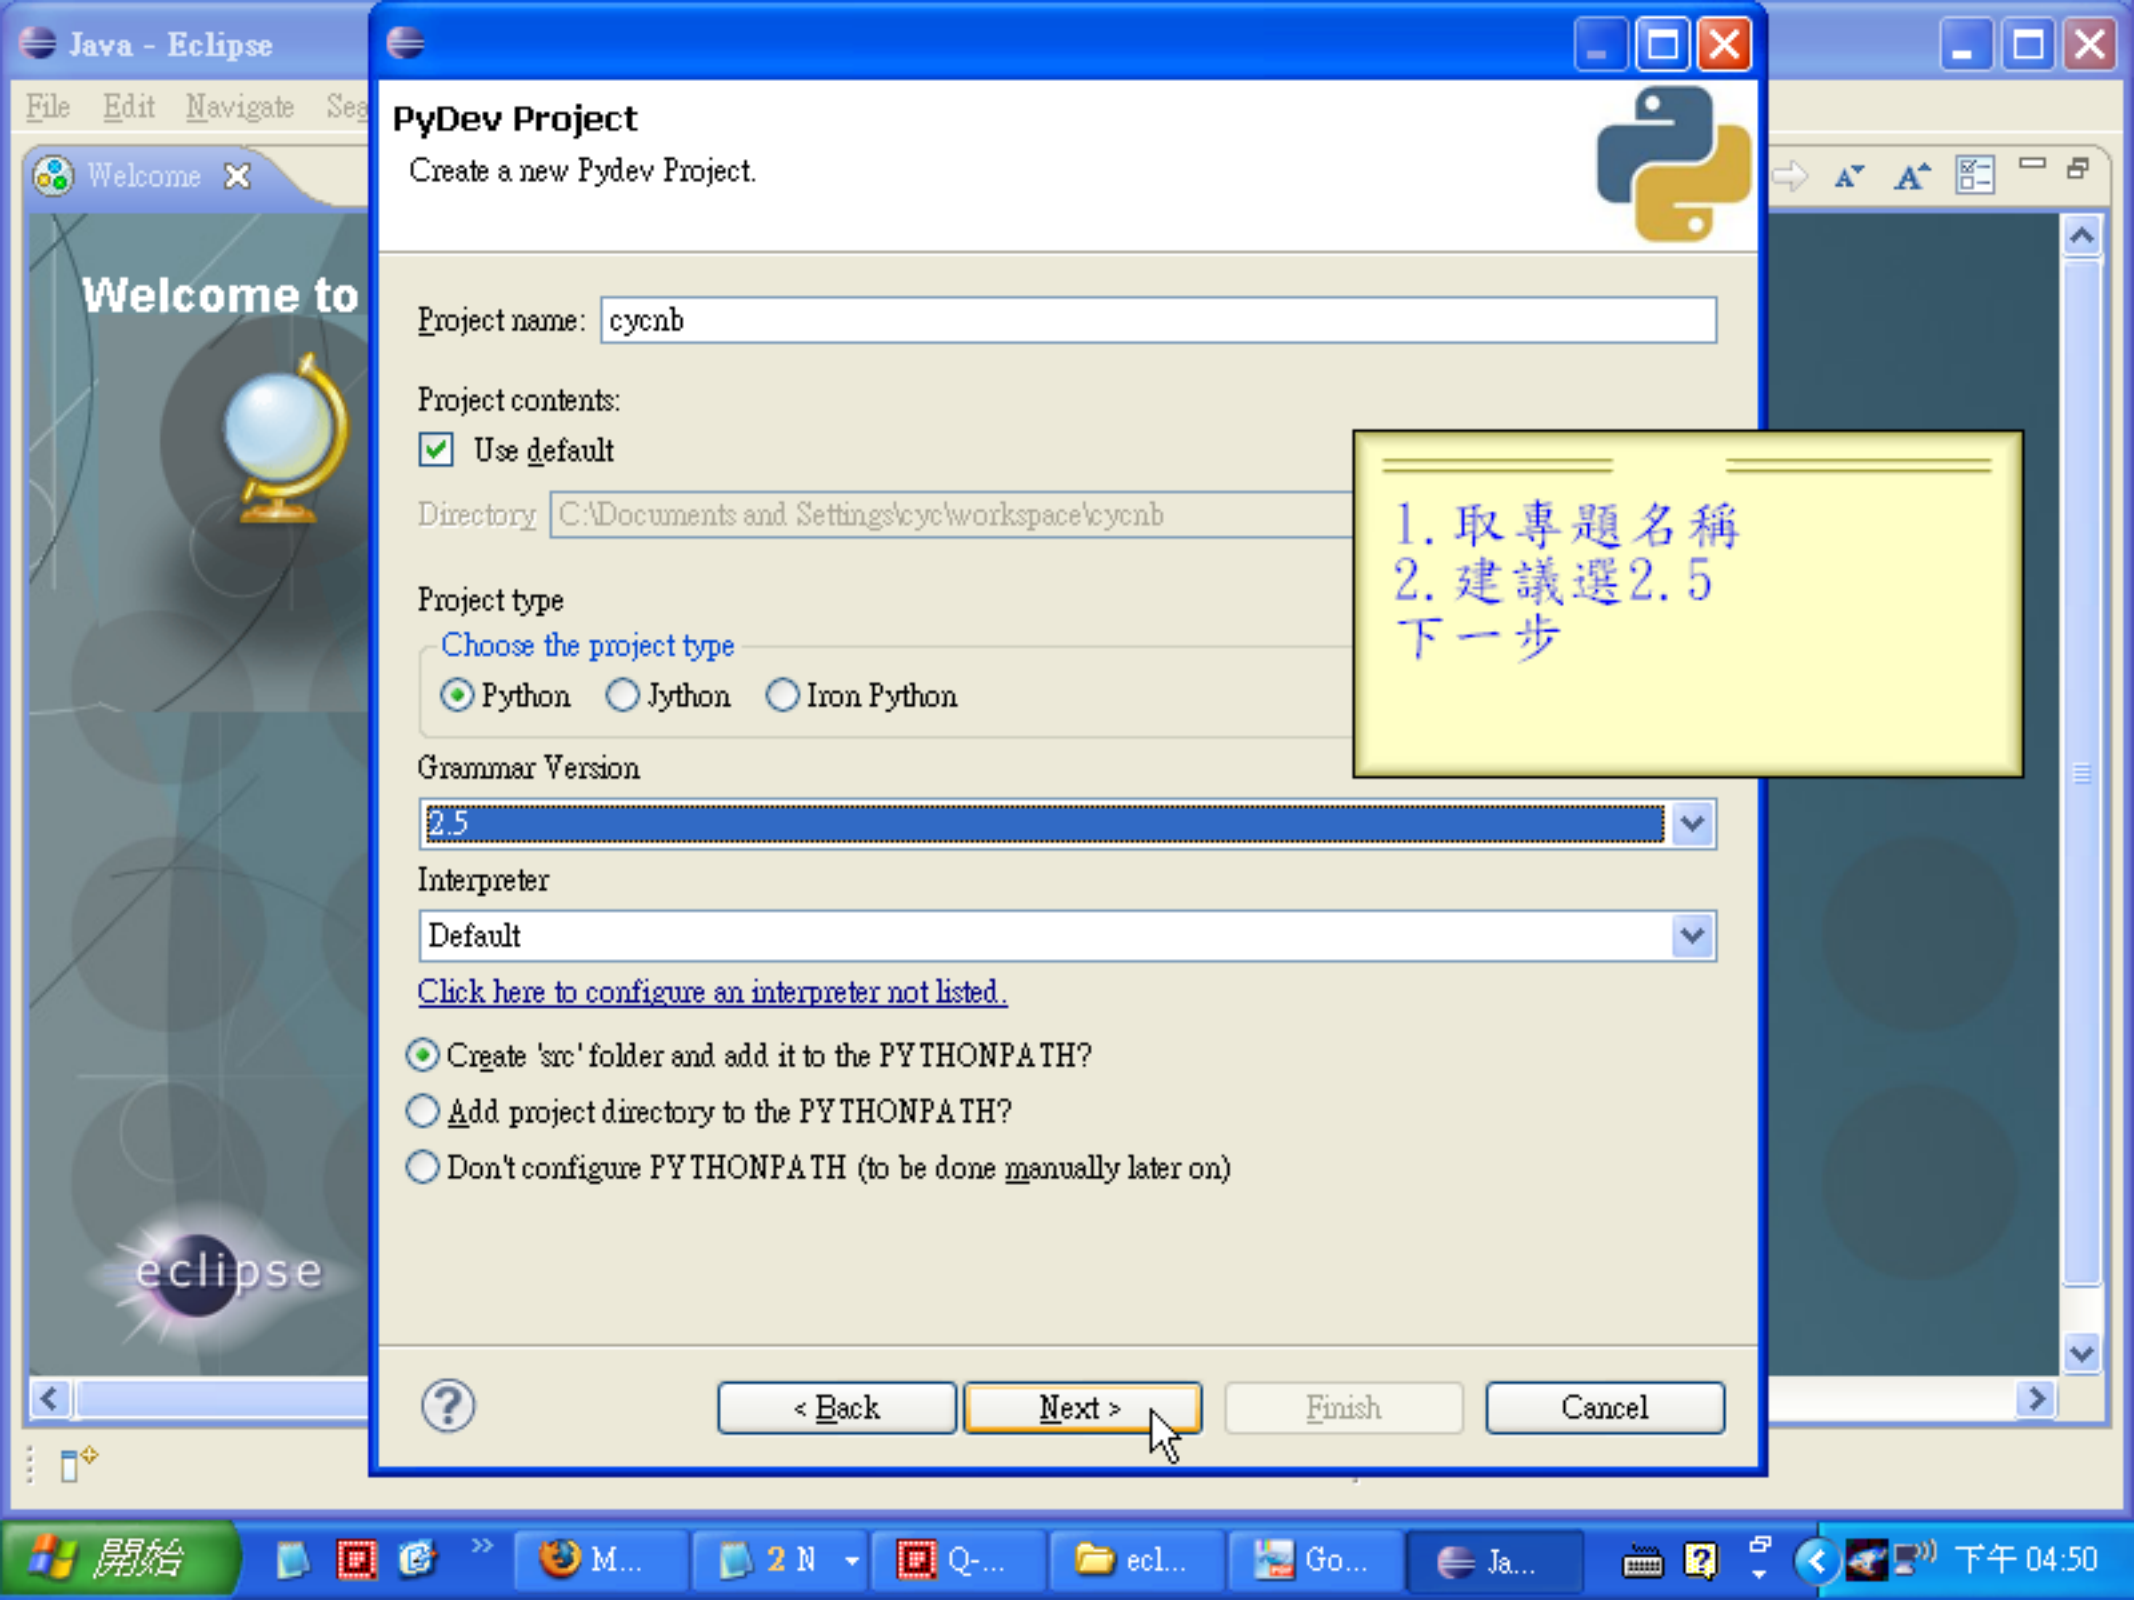 Java - Eclipse
File Edit Navigate Sea
Welcome
Welcome to
eclipse
PyDev Project
Create a new Pydev Project.
Project name: cycnb
Project contents:
Use default
Directory C:\Documents and Settings\cyc\workspace\cycnb
Project type
Choose the project type
Python Jython Iron Python
Grammar Version
2.5
Interpreter
Default
Click here to configure an interpreter not listed.
Create 'src' folder and add it to the PYTHONPATH?
Add project directory to the PYTHONPATH?
Don't configure PYTHONPATH (to be done manually later on)
< Back Next > Finish Cancel
1.取專題名稱
2.建議選2.5
下一步
開始 M... 2 N Q-... ecl... Go... Ja... 下午 04:50